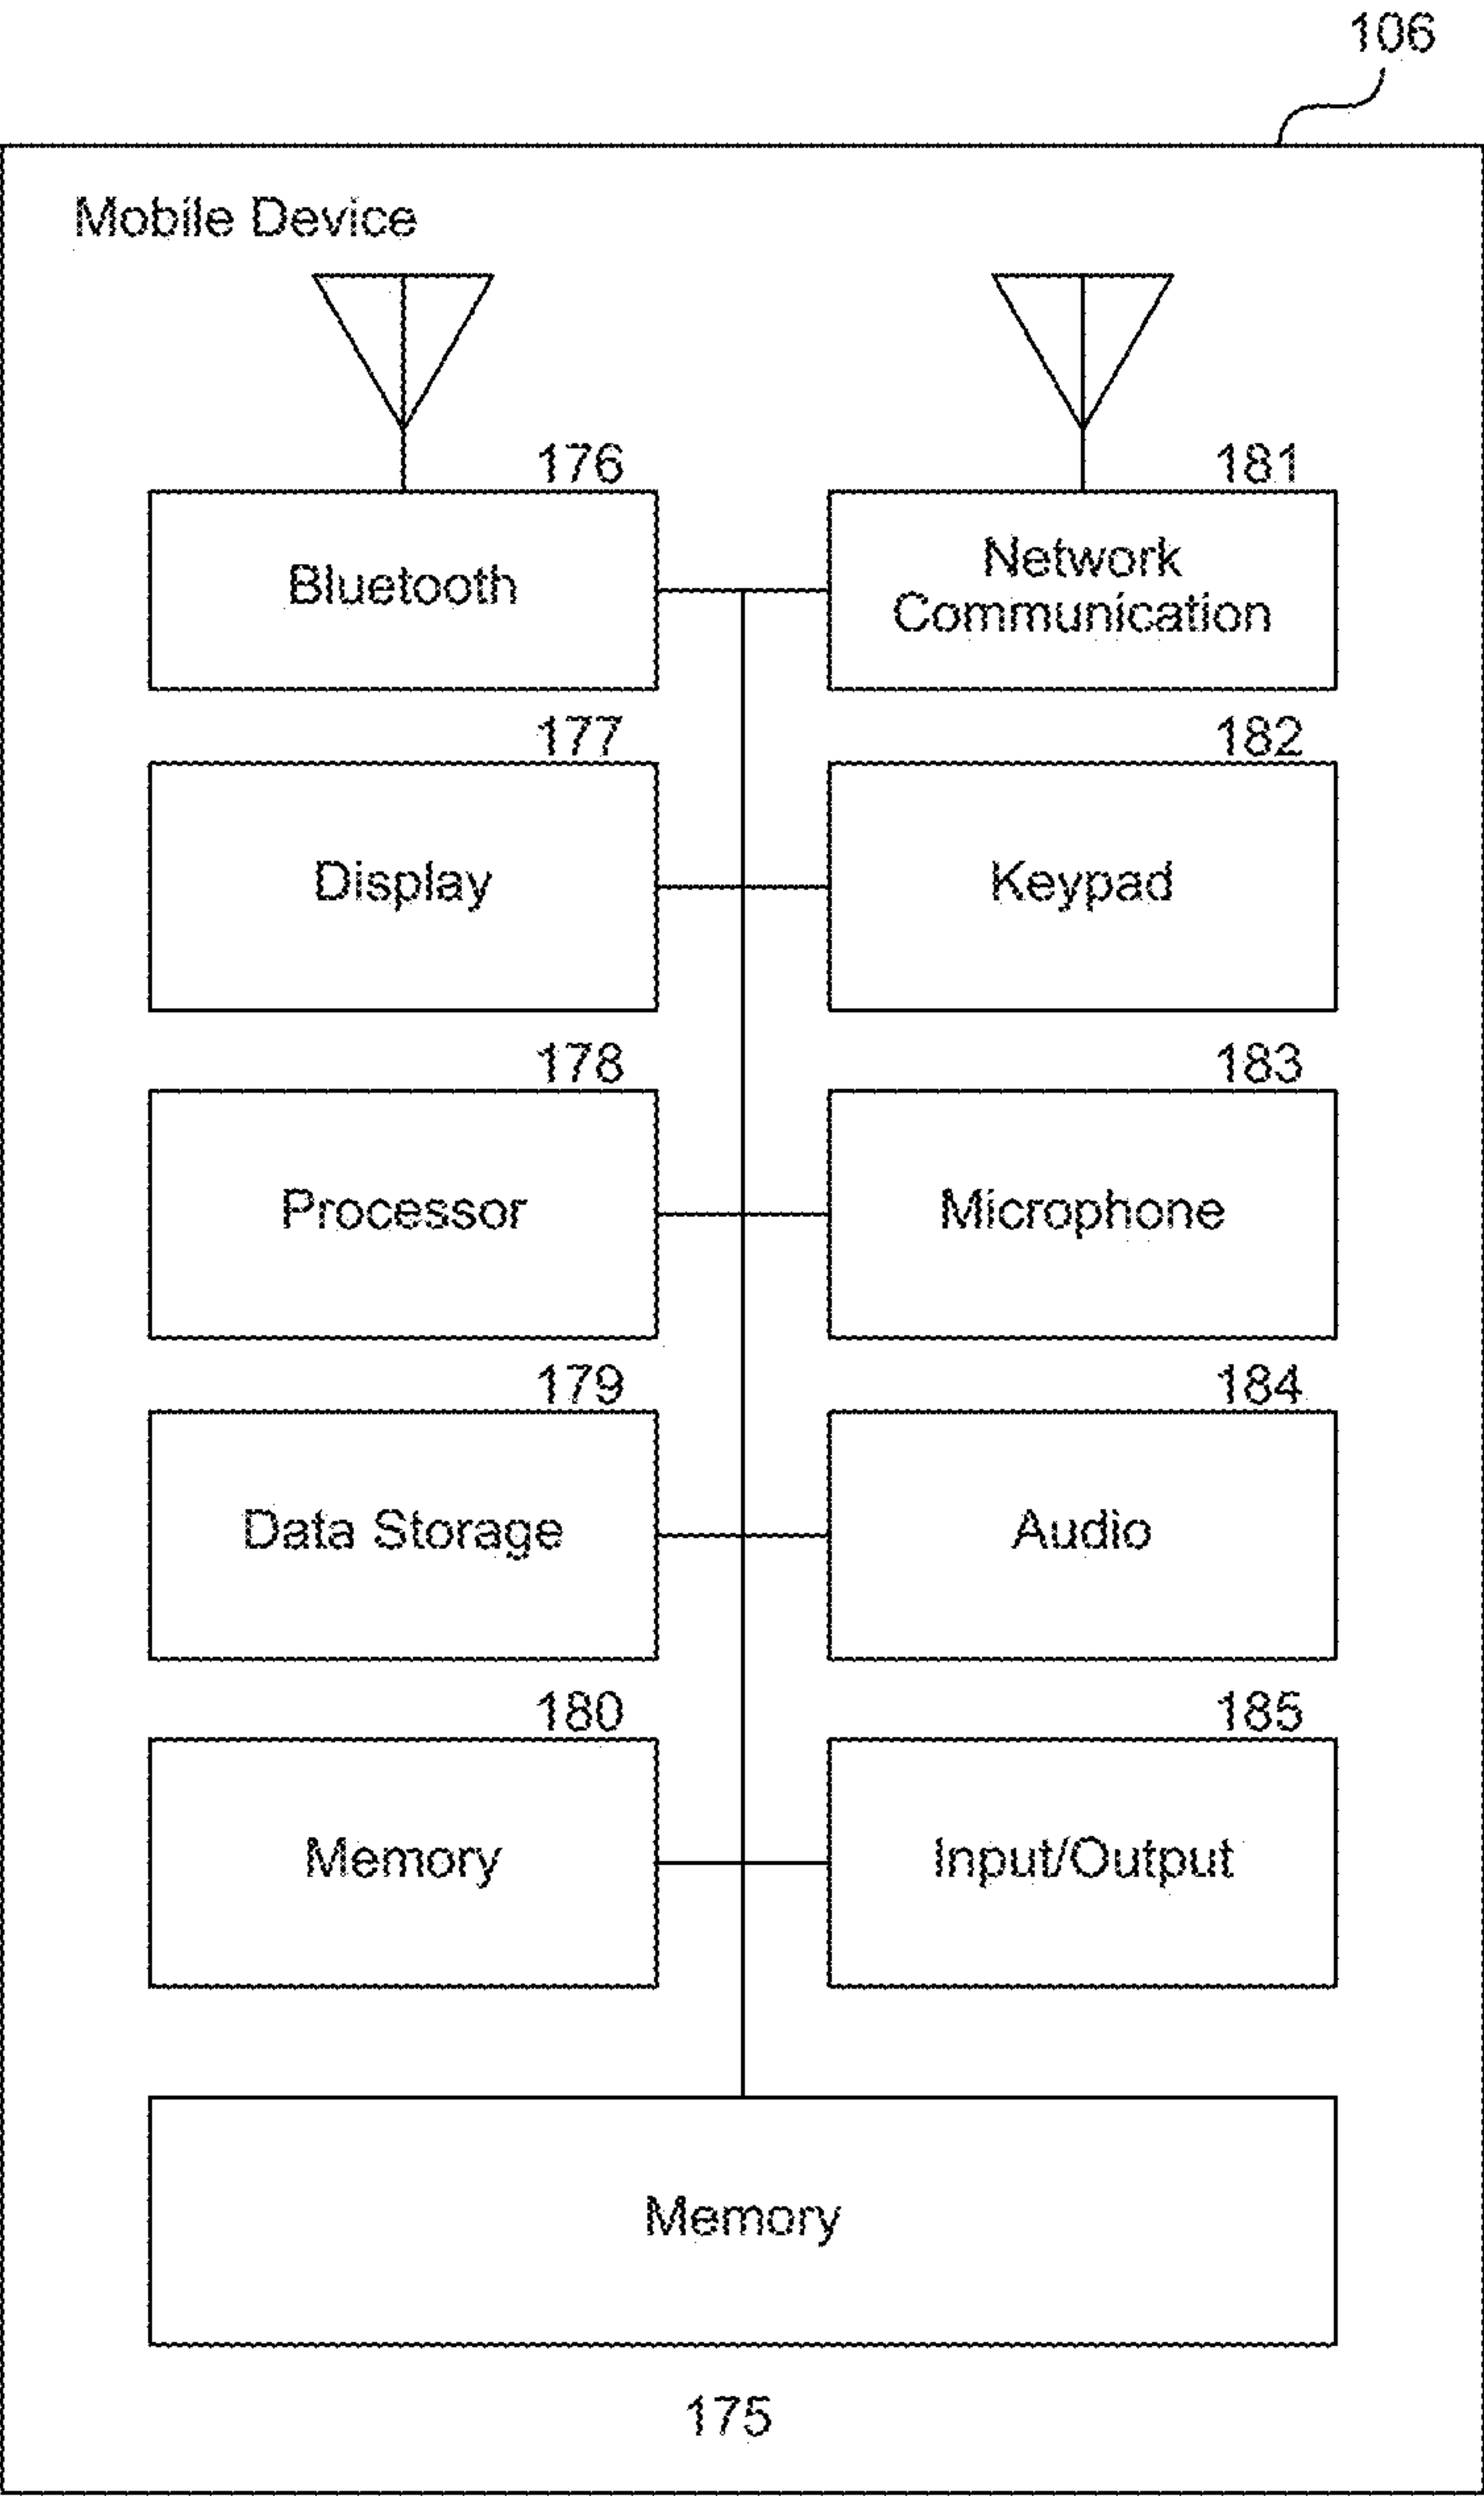 106
Mobile Device
176
181
Bluetooth
Network
Communication
177
182
Display
Keypad
178
183
Processor
Microphone
179
184
Data Storage
Audio
180
185
Memory
Input/Output
Memory
175